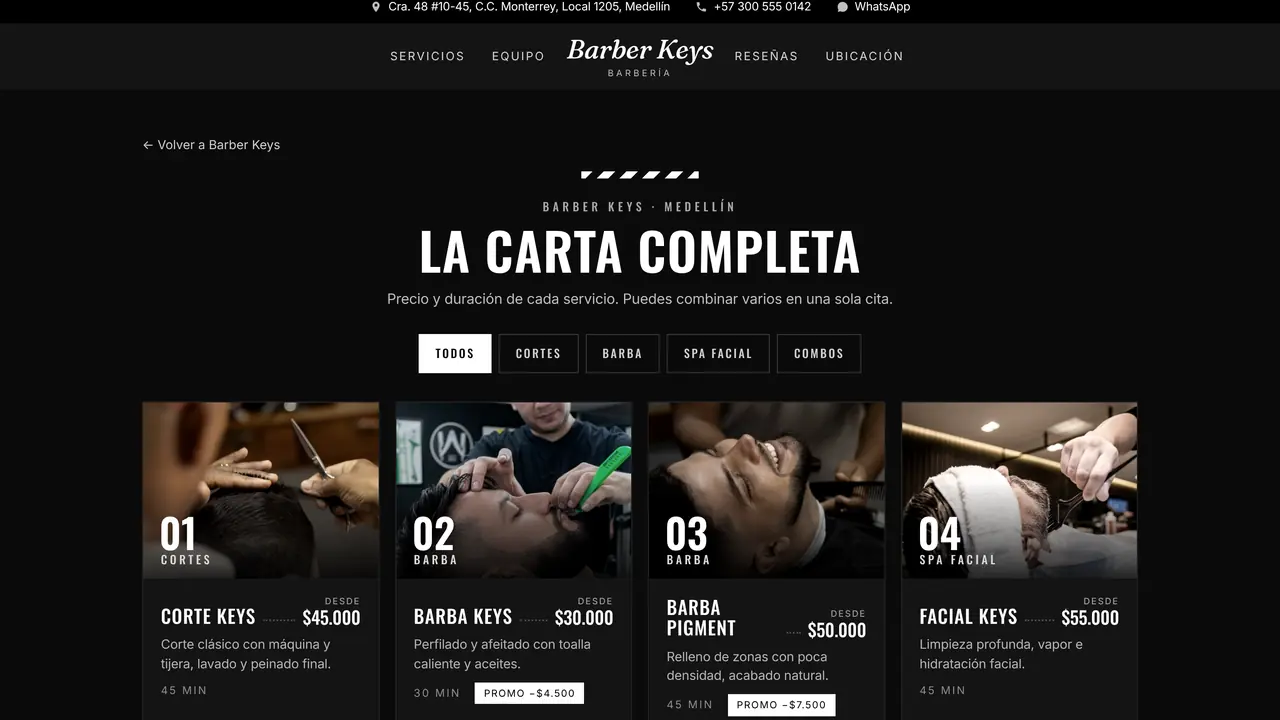 Cra. 48 #10-45, C.C. Monterrey, Local 1205, Medellín
+57 300 555 0142
WhatsApp
SERVICIOS
EQUIPO
Barber Keys
BARBERÍA
RESEÑAS
UBICACIÓN
← Volver a Barber Keys
BARBER KEYS · MEDELLÍN
LA CARTA COMPLETA
Precio y duración de cada servicio. Puedes combinar varios en una sola cita.
TODOS
CORTES
BARBA
SPA FACIAL
COMBOS
01
CORTES
DESDE
CORTE KEYS $45.000
Corte clásico con máquina y
tijera, lavado y peinado final.
45 MIN
02
BARBA
DESDE
BARBA KEYS $30.000
Perfilado y afeitado con toalla
caliente y aceites.
30 MIN PROMO −$4.500
03
BARBA
BARBA
PIGMENT
DESDE
$50.000
Relleno de zonas con poca
densidad, acabado natural.
45 MIN PROMO −$7.500
04
SPA FACIAL
DESDE
FACIAL KEYS $55.000
Limpieza profunda, vapor e
hidratación facial.
45 MIN